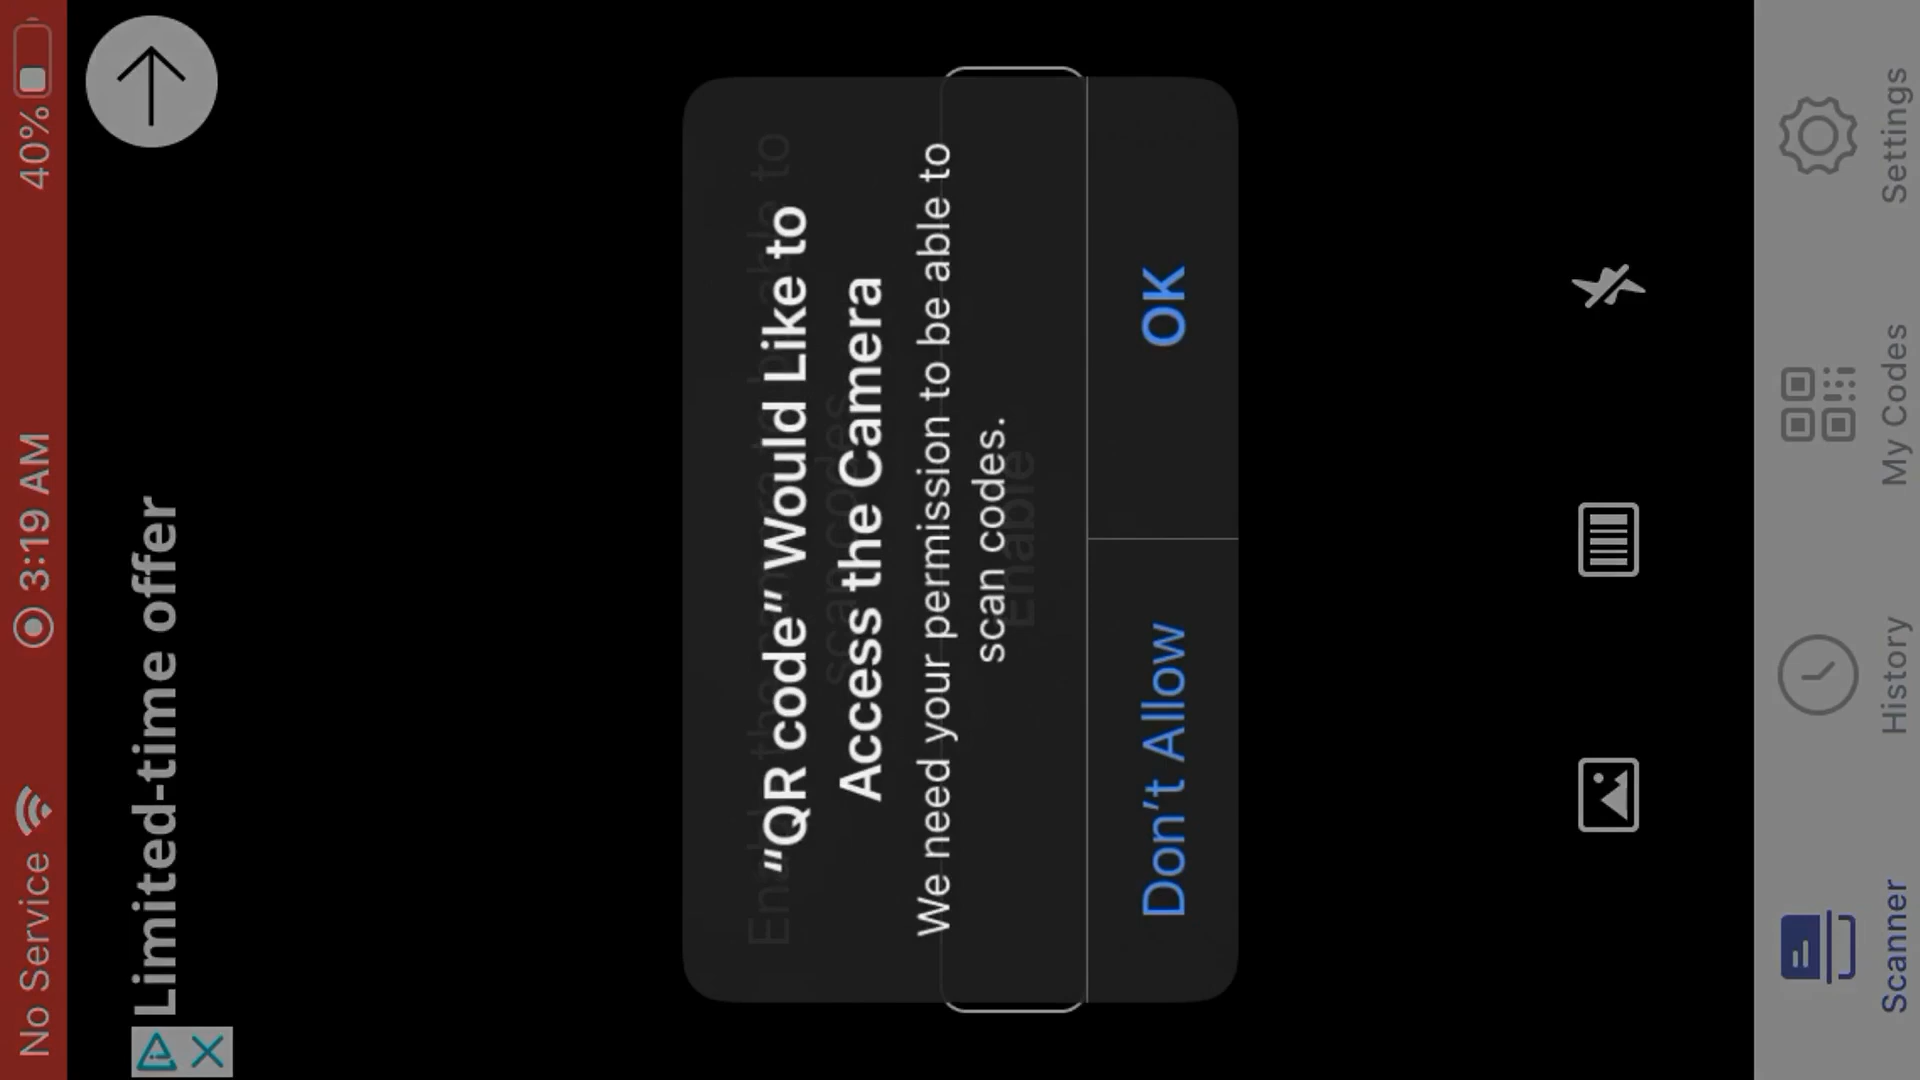 No Service 3:19 AM 40%
Limited-time offer
"QR code" Would Like to
Access the Camera
We need your permission to be able to
scan codes.
Enable
Don't Allow OK
Scanner History My Codes Settings